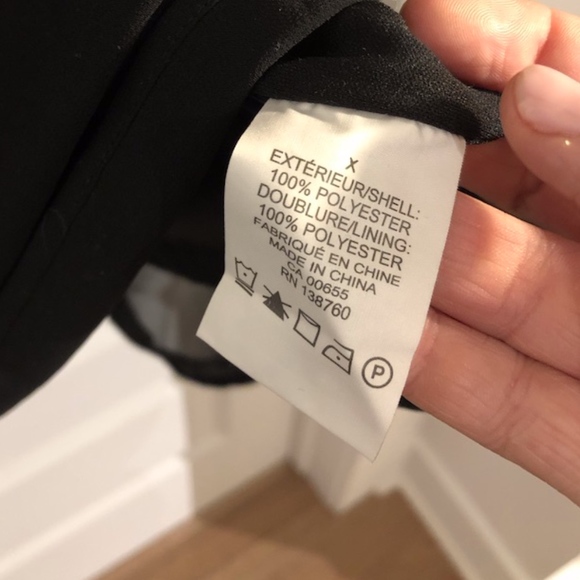 X
EXTÉRIEUR/SHELL:
100% POLYESTER
DOUBLURE/LINING:
100% POLYESTER
FABRIQUÉ EN CHINE
MADE IN CHINA
CA 00655
RN 138760
P